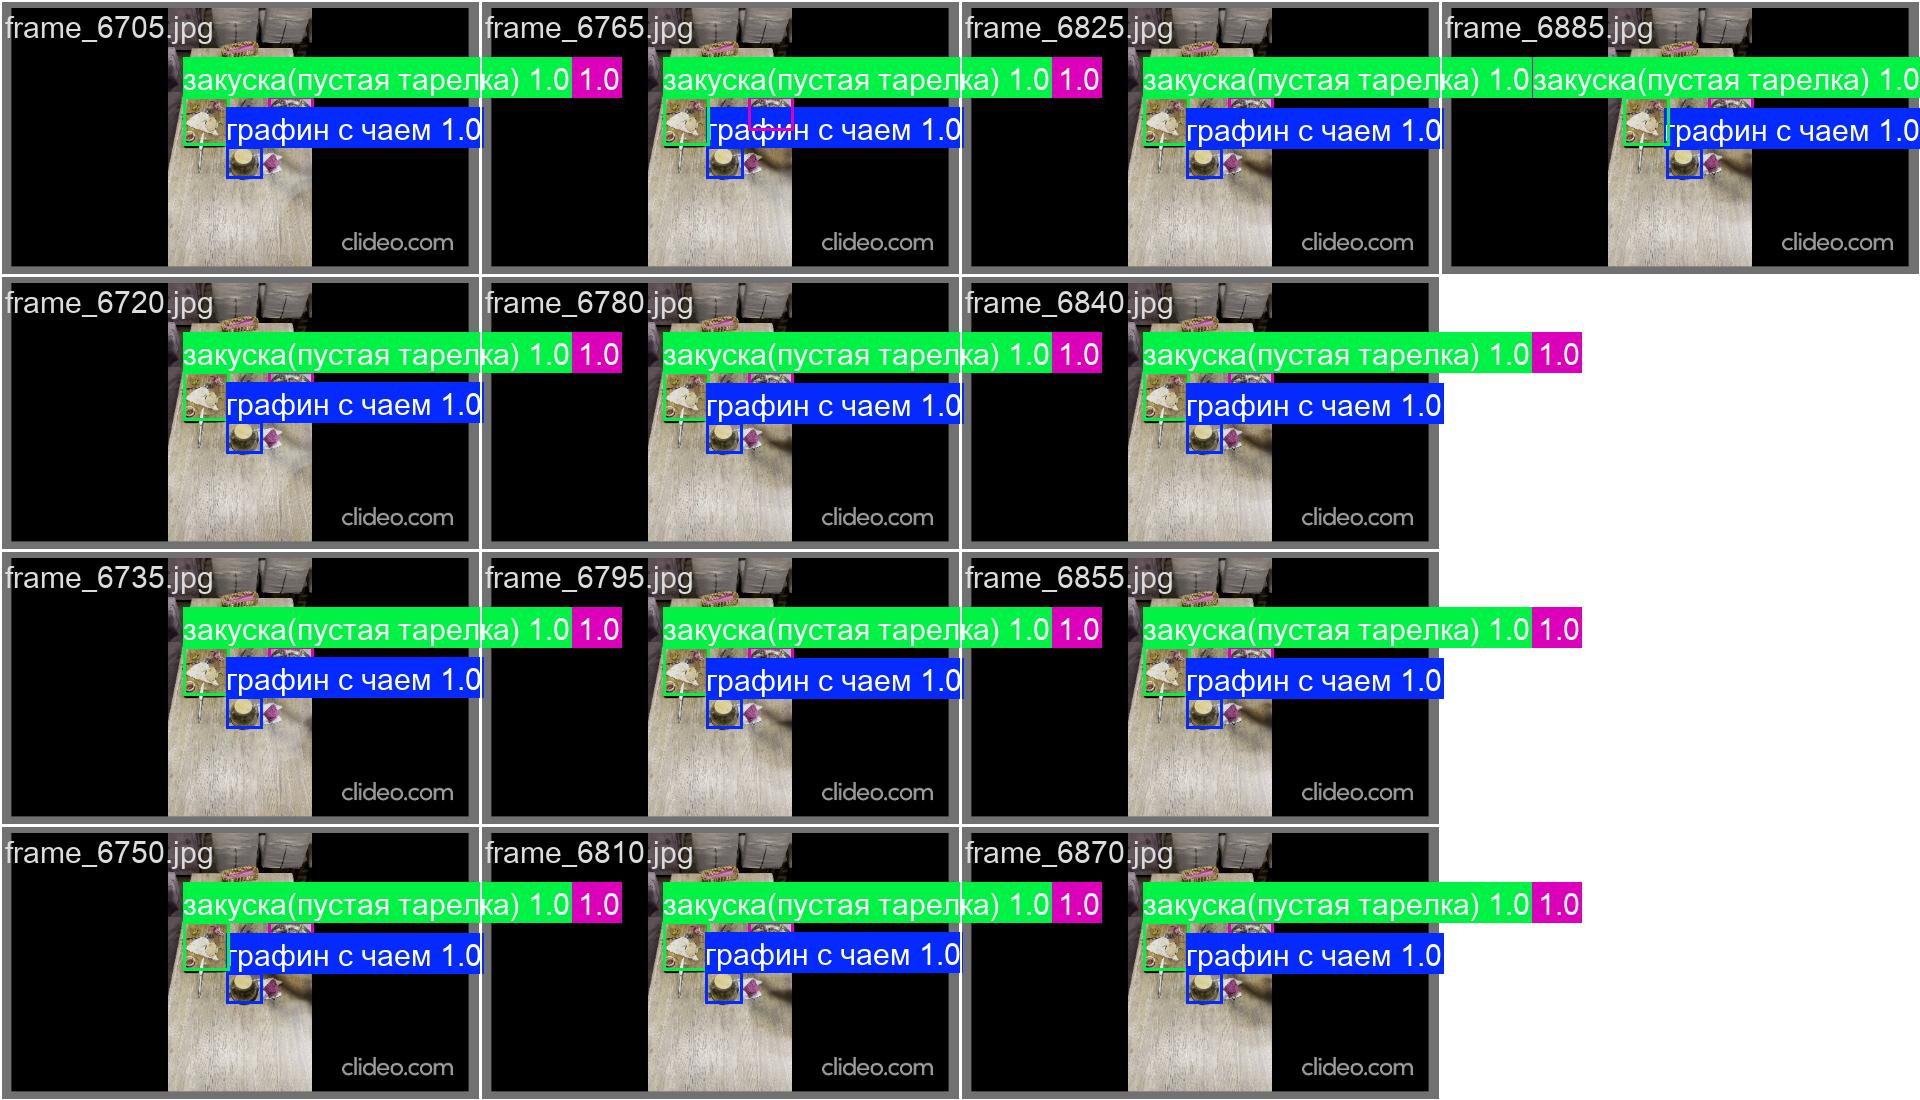 frame_6705.jpg
закуска(пустая тарелка) 1.0 1.0
графин с чаем 1.0
clideo.com
frame_6765.jpg
закуска(пустая тарелка) 1.0 1.0
графин с чаем 1.0
clideo.com
frame_6825.jpg
закуска(пустая тарелка) 1.0
графин с чаем 1.0
clideo.com
frame_6885.jpg
закуска(пустая тарелка) 1.0
графин с чаем 1.0
clideo.com
frame_6720.jpg
закуска(пустая тарелка) 1.0 1.0
графин с чаем 1.0
clideo.com
frame_6780.jpg
закуска(пустая тарелка) 1.0 1.0
графин с чаем 1.0
clideo.com
frame_6840.jpg
закуска(пустая тарелка) 1.0 1.0
графин с чаем 1.0
clideo.com
frame_6735.jpg
закуска(пустая тарелка) 1.0 1.0
графин с чаем 1.0
clideo.com
frame_6795.jpg
закуска(пустая тарелка) 1.0 1.0
графин с чаем 1.0
clideo.com
frame_6855.jpg
закуска(пустая тарелка) 1.0 1.0
графин с чаем 1.0
clideo.com
frame_6750.jpg
закуска(пустая тарелка) 1.0 1.0
графин с чаем 1.0
clideo.com
frame_6810.jpg
закуска(пустая тарелка) 1.0 1.0
графин с чаем 1.0
clideo.com
frame_6870.jpg
закуска(пустая тарелка) 1.0 1.0
графин с чаем 1.0
clideo.com